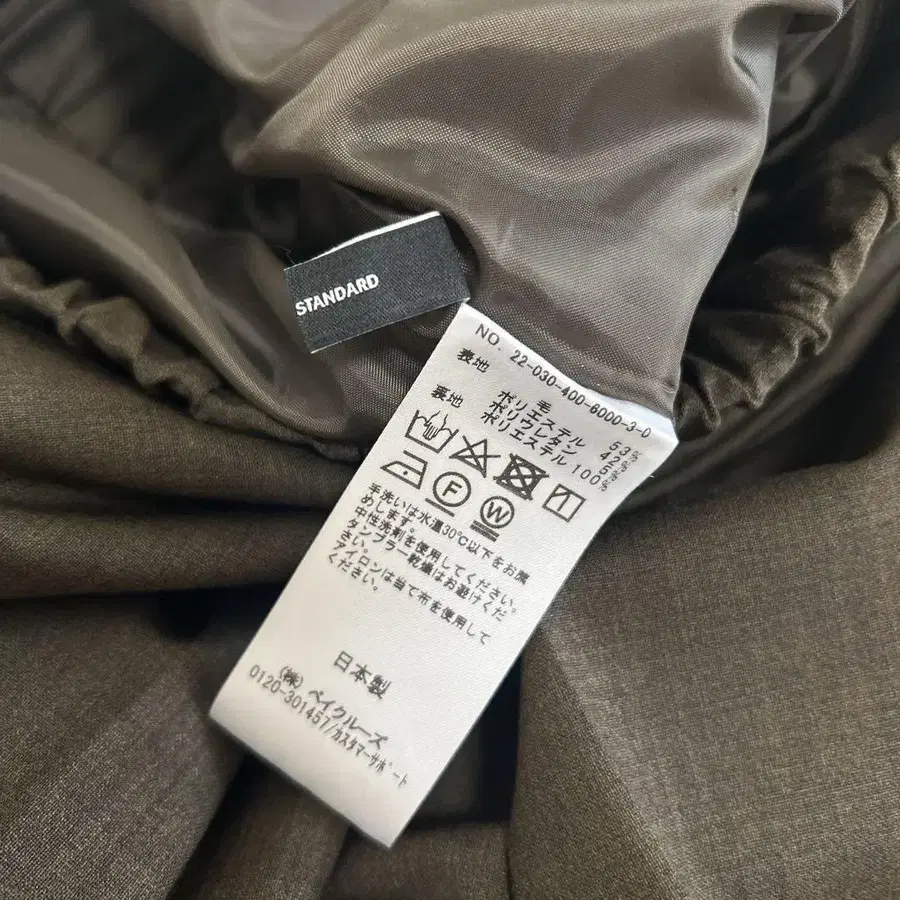 STANDARD
NO. 22-030-400-6000-3-0
表地 毛 53%
ポリエステル 42%
ポリウレタン 5%
裏地 ポリエステル 100%
F
W
手洗いは水温30℃以下をお薦
めします。
中性洗剤を使用してください。
タンブラー乾燥はお避けくだ
さい。
アイロンは当て布を使用して
ください。
日本製
(株) ベイクルーズ
0120-301457/カスタマーサポート